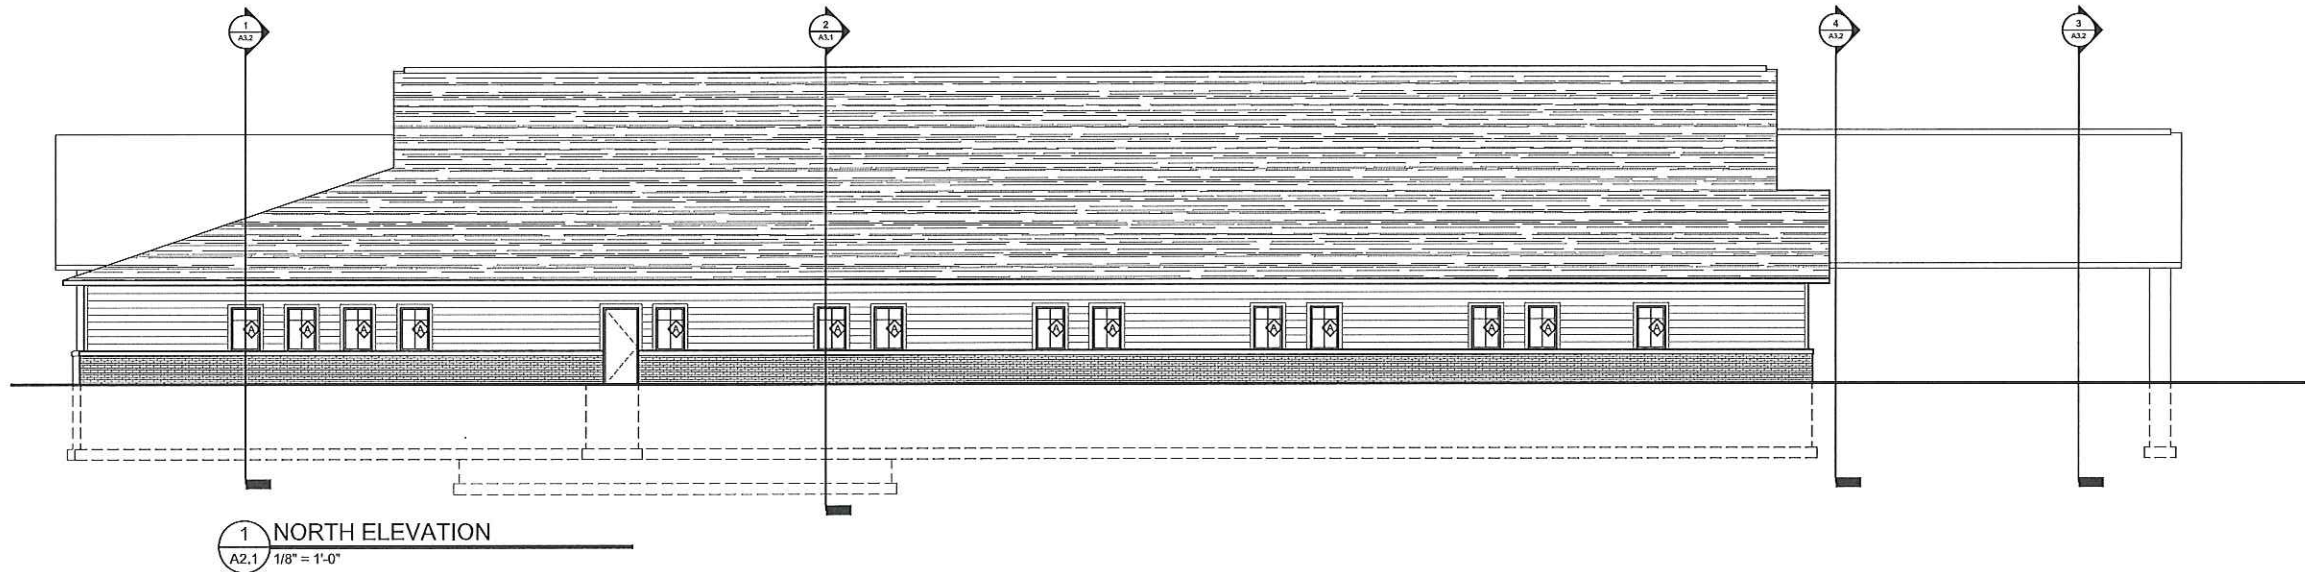 1
A3.2
2
A3.1
4
A3.2
3
A3.2
A A A A A A A A A A A A A A
1 NORTH ELEVATION
A2.1 1/8" = 1'-0"